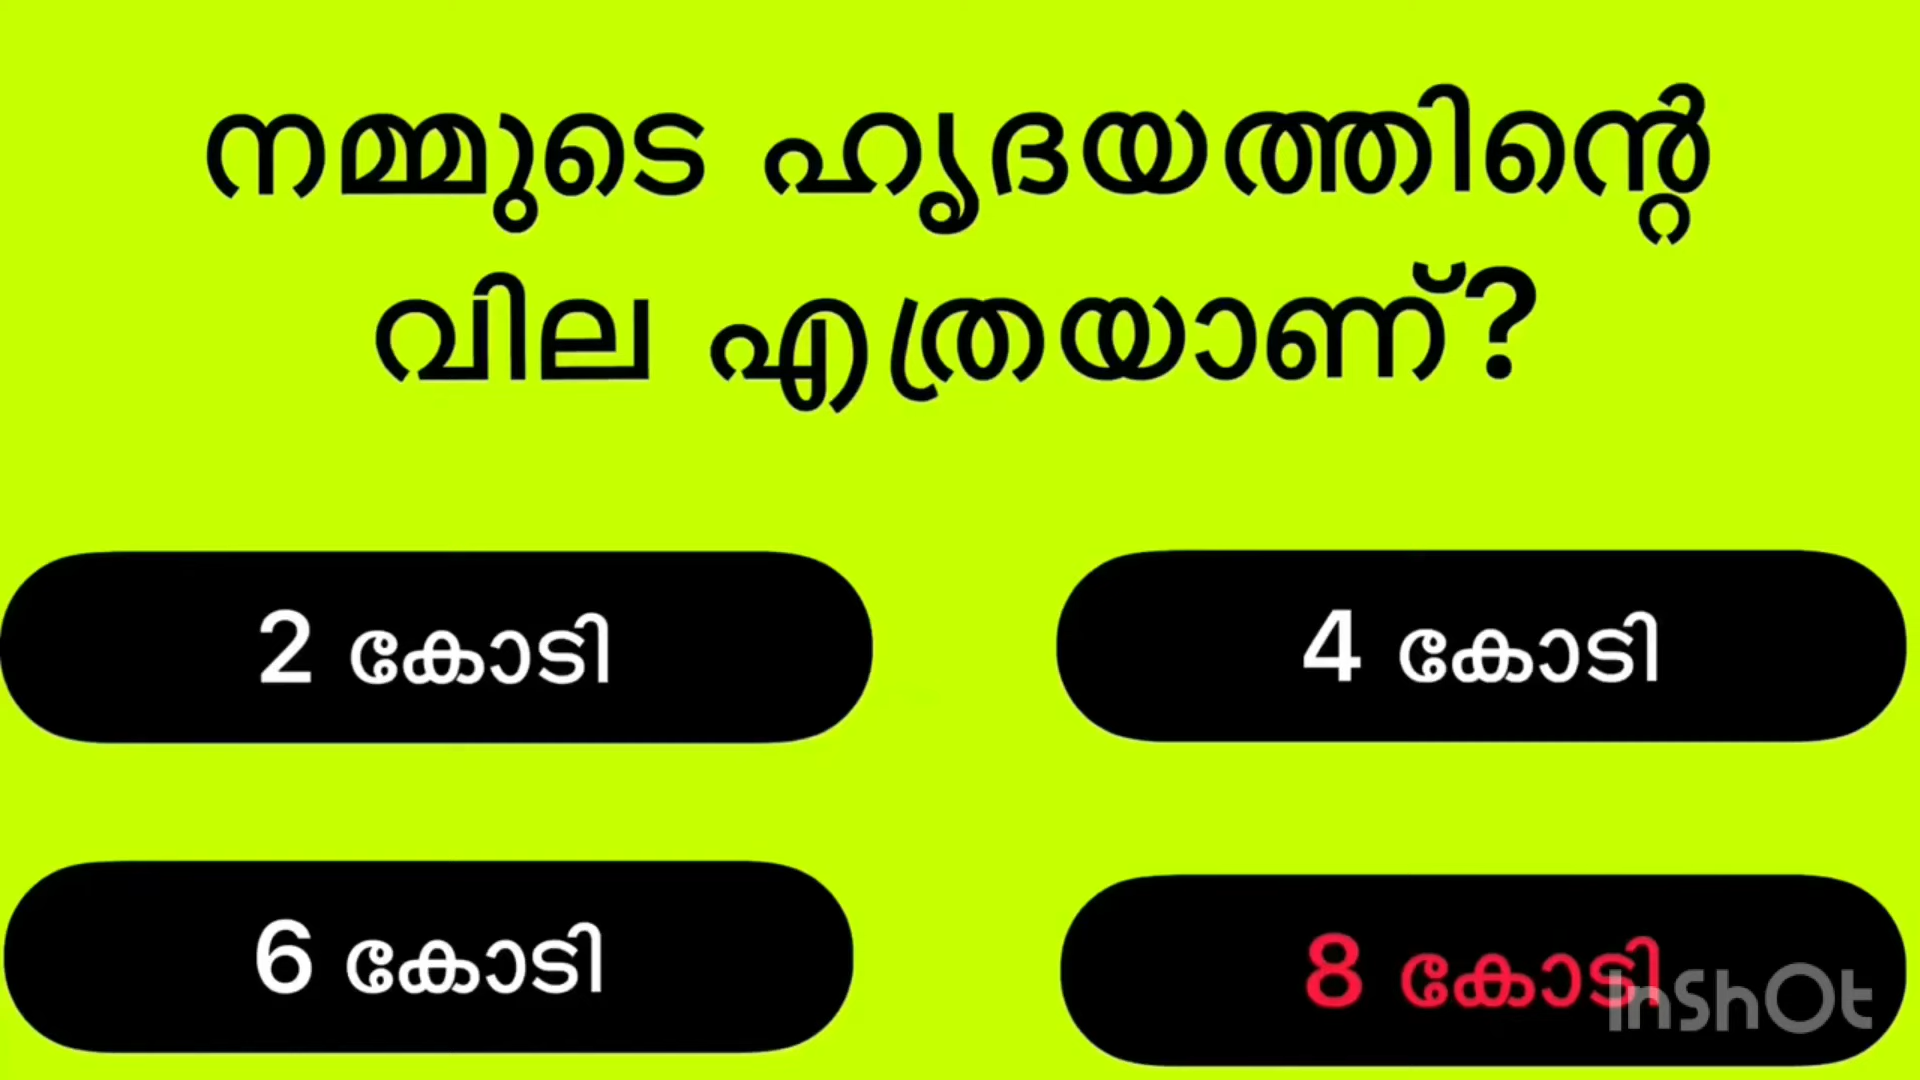 നമ്മുടെ ഹൃദയത്തിന്റെ
വില എത്രയാണ്?
2 കോടി
4 കോടി
6 കോടി
8 കോടി
InShOt